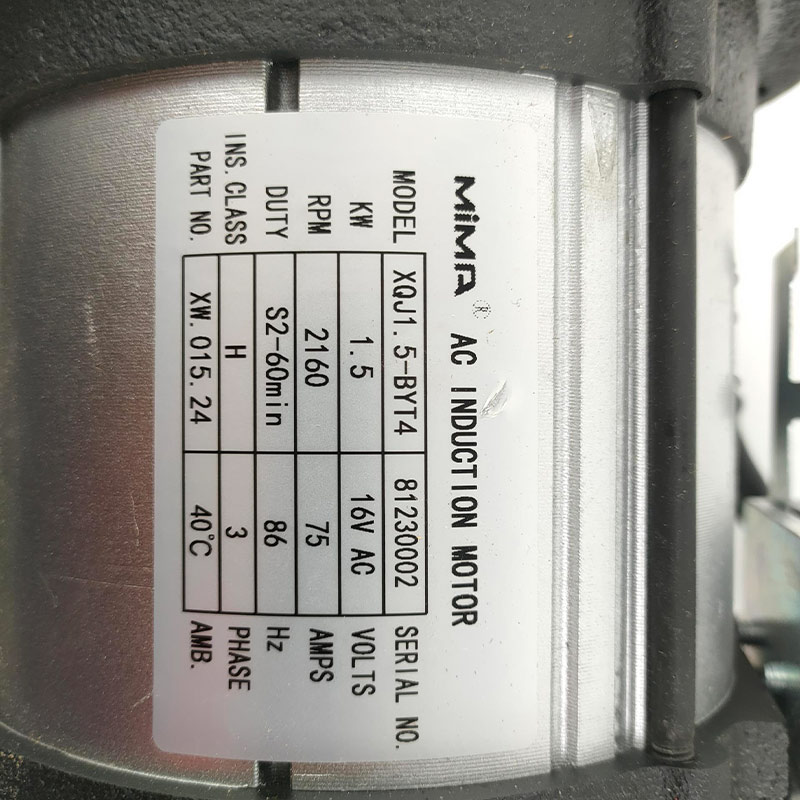 MiMA ® AC INDUCTION MOTOR
MODEL XQJ1.5-BYT4 81230002 SERIAL NO.
KW 1.5 16V AC VOLTS
RPM 2160 75 AMPS
DUTY S2-60min 86 Hz
INS.CLASS H 3 PHASE
PART NO. XW.015.24 40℃ AMB.